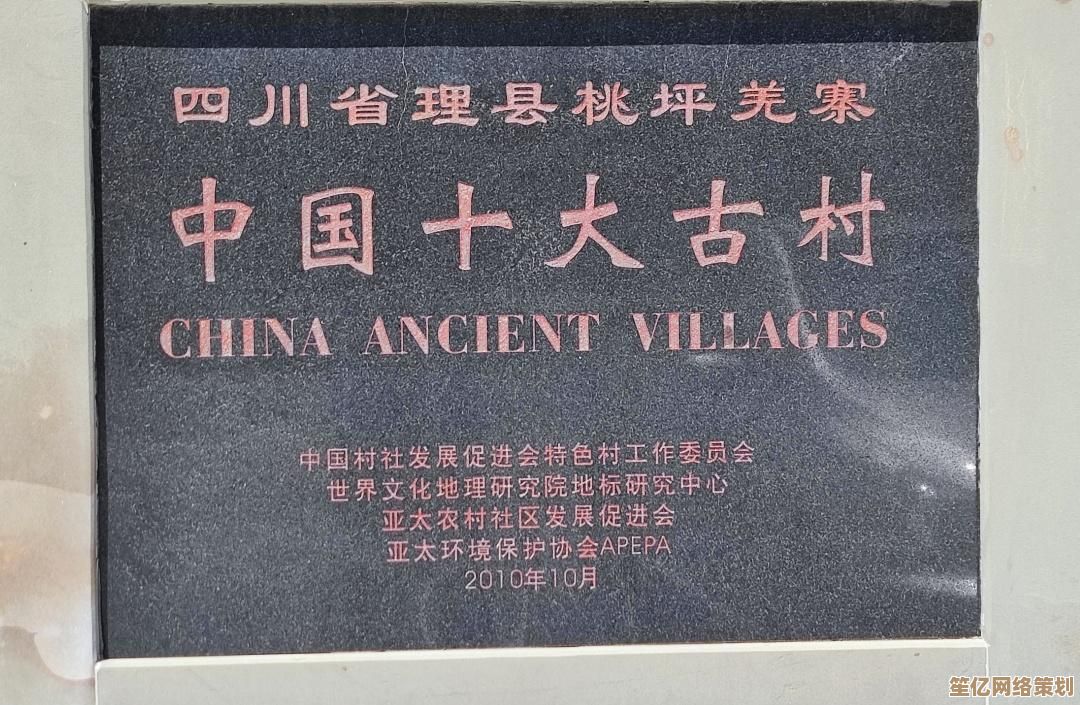 四川省理县桃坪羌寨
中国十大古村
CHINA ANCIENT VILLAGES
中国村社发展促进会特色村工作委员会
世界文化地理研究院地标研究中心
亚太农村社区发展促进会
亚太环境保护协会APEPA
2010年10月
笙亿网络策划